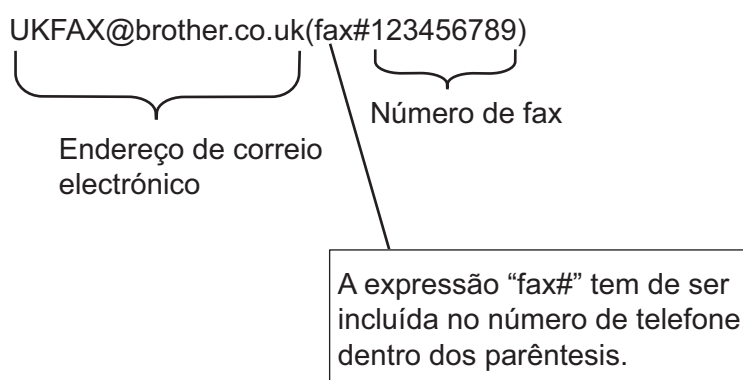 UKFAX@brother.co.uk(fax#123456789)
Número de fax
Endereço de correio
electrónico
A expressão “fax#” tem de ser
incluída no número de telefone
dentro dos parêntesis.